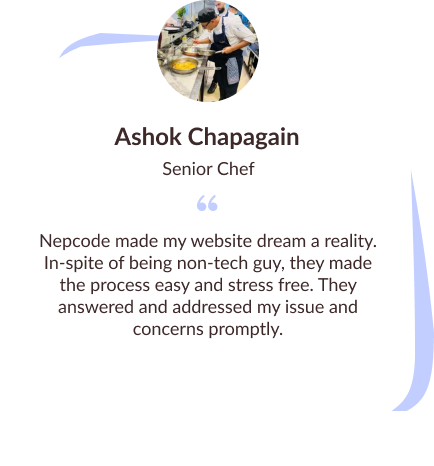 Ashok Chapagain
Senior Chef
“
Nepcode made my website dream a reality.
In-spite of being non-tech guy, they made
the process easy and stress free. They
answered and addressed my issue and
concerns promptly.